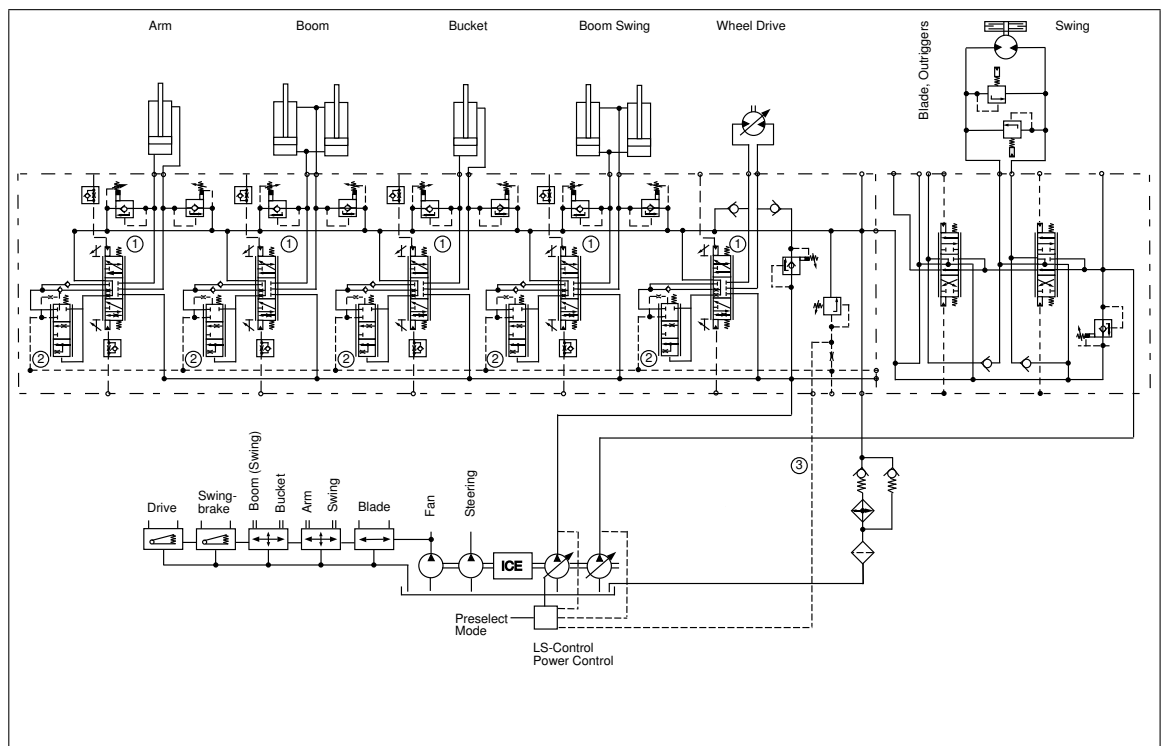 Arm
Boom
Bucket
Boom Swing
Wheel Drive
Blade, Outriggers
Swing
1
1
1
1
1
2
2
2
2
2
3
Drive
Swing-
brake
Boom (Swing)
Bucket
Arm
Swing
Blade
Fan
Steering
ICE
Preselect
Mode
LS-Control
Power Control